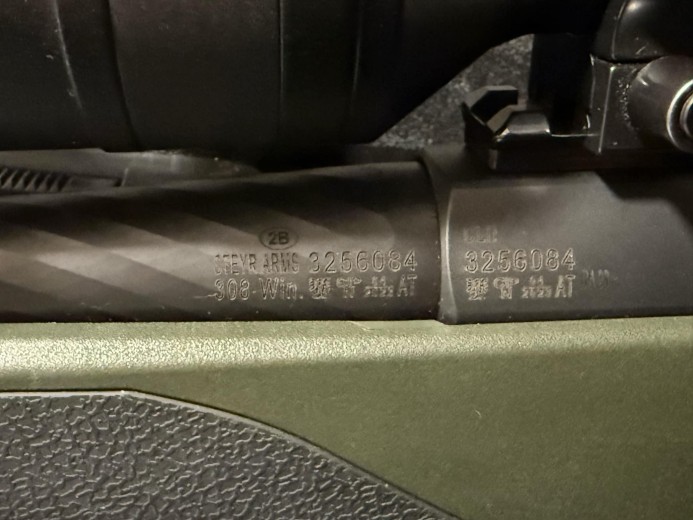 2B
STEYR ARMS 3256084
308 Win. AT
3256084
AT